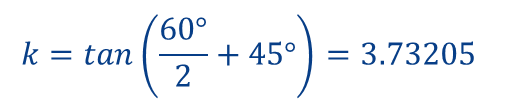 k = tan(60°/2 + 45°) = 3.73205